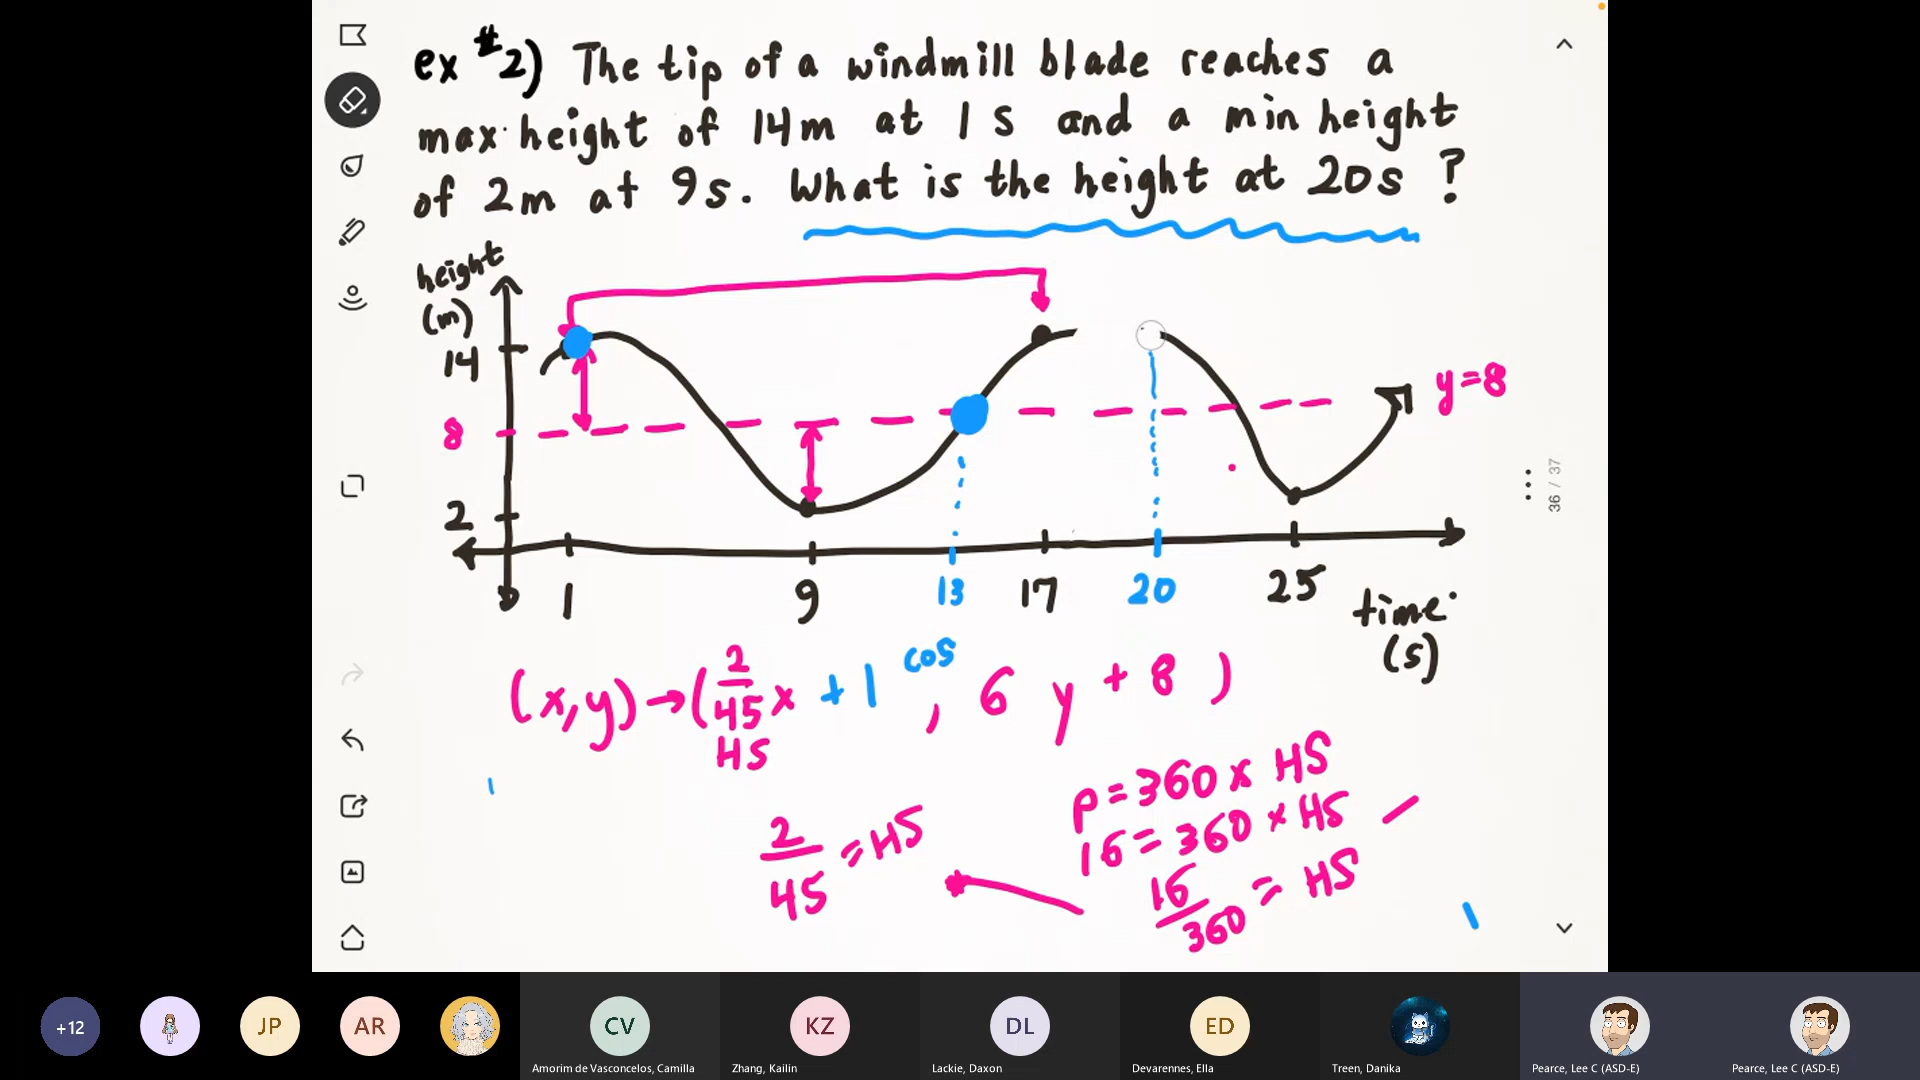 ex #2) The tip of a windmill blade reaches a
max height of 14m at 1s and a min height
of 2m at 9s. What is the height at 20s ?
height
(m)
14
8
2
y=8
1 9 13 17 20 25
time
(s)
cos
(x,y)→(2/45x +1 , 6 y + 8 )
HS
p=360 x HS
16=360 x HS
16/360 = HS
2/45 = HS
36 / 37
+12
JP
AR
CV
KZ
DL
ED
Amorim de Vasconcelos, Camilla
Zhang, Kailin
Lackie, Daxon
Devarennes, Ella
Treen, Danika
Pearce, Lee C (ASD-E)
Pearce, Lee C (ASD-E)